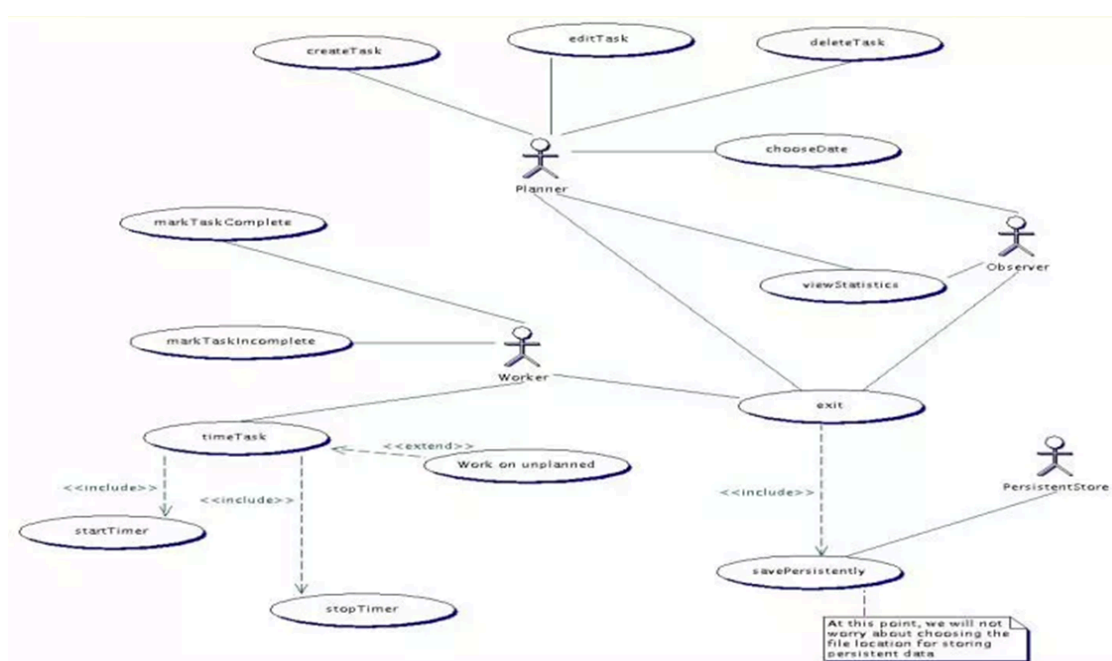 createTask
editTask
deleteTask
chooseDate
Planner
markTaskComplete
Observer
viewStatistics
markTaskIncomplete
Worker
exit
timeTask
<<extend>>
Work on unplanned
<<include>>
<<include>>
<<include>>
PersistentStore
startTimer
savePersistently
stopTimer
At this point, we will not
worry about choosing the
file location for storing
persistent data